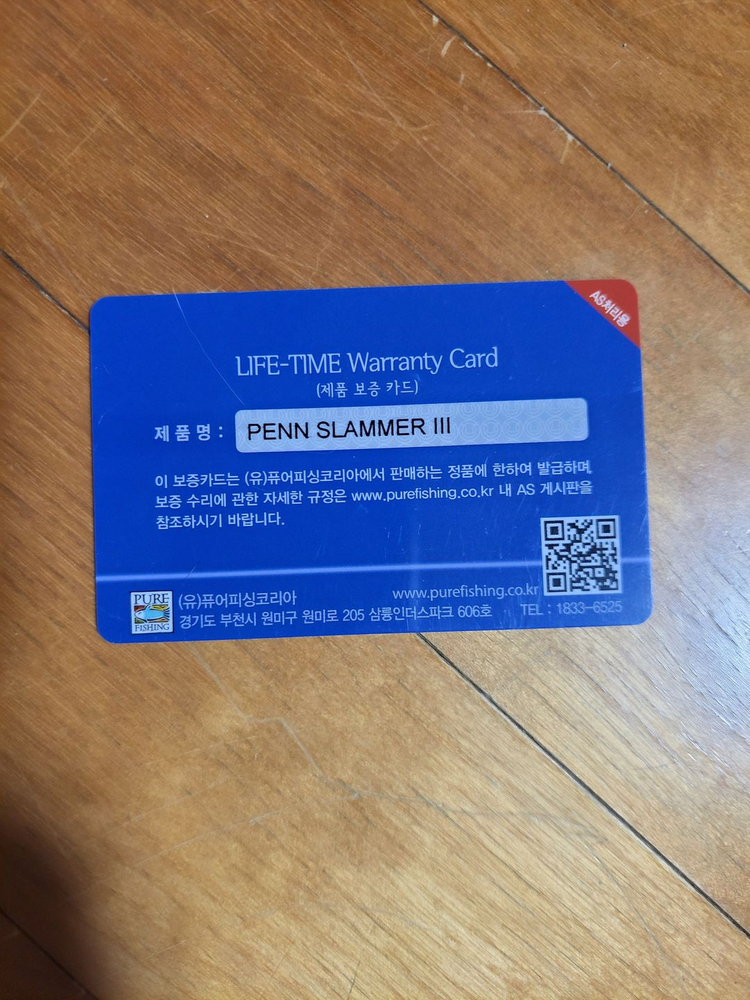 AS처리용
LIFE-TIME Warranty Card
(제품 보증 카드)
제품명 : PENN SLAMMER III
이 보증카드는 (유)퓨어피싱코리아에서 판매하는 정품에 한하여 발급하며,
보증 수리에 관한 자세한 규정은 www.purefishing.co.kr 내 AS 게시판을
참조하시기 바랍니다.
PURE
FISHING
(유)퓨어피싱코리아
www.purefishing.co.kr
경기도 부천시 원미구 원미로 205 삼룡인더스파크 606호
TEL : 1833-6525